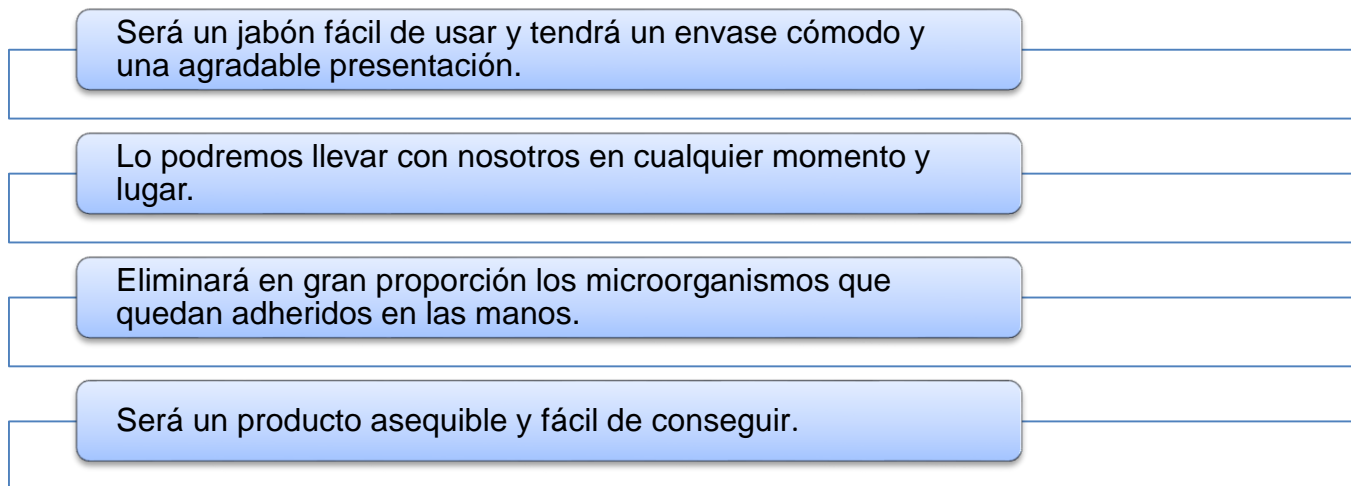 Será un jabón fácil de usar y tendrá un envase cómodo y
una agradable presentación.
Lo podremos llevar con nosotros en cualquier momento y
lugar.
Eliminará en gran proporción los microorganismos que
quedan adheridos en las manos.
Será un producto asequible y fácil de conseguir.